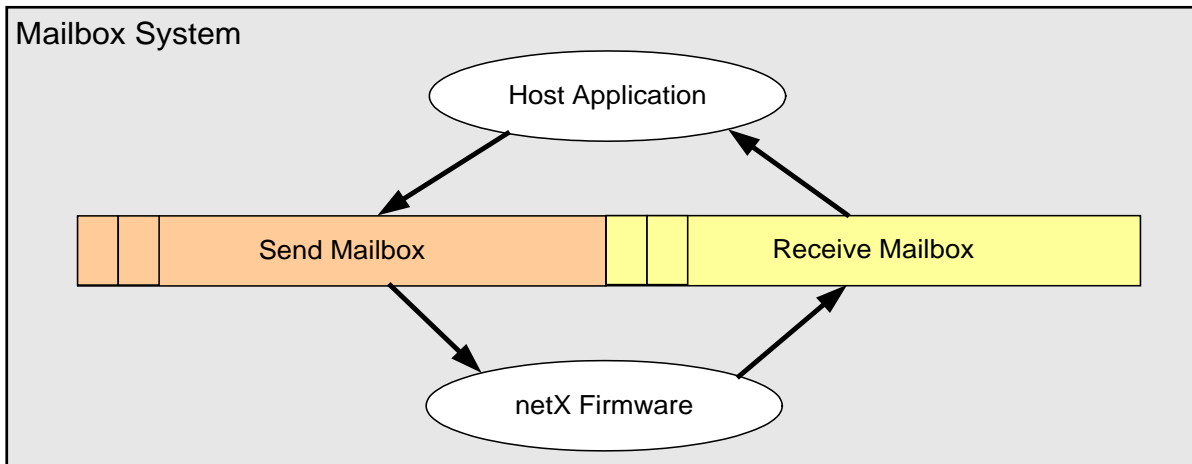 Mailbox System
Host Application
Send Mailbox
Receive Mailbox
netX Firmware